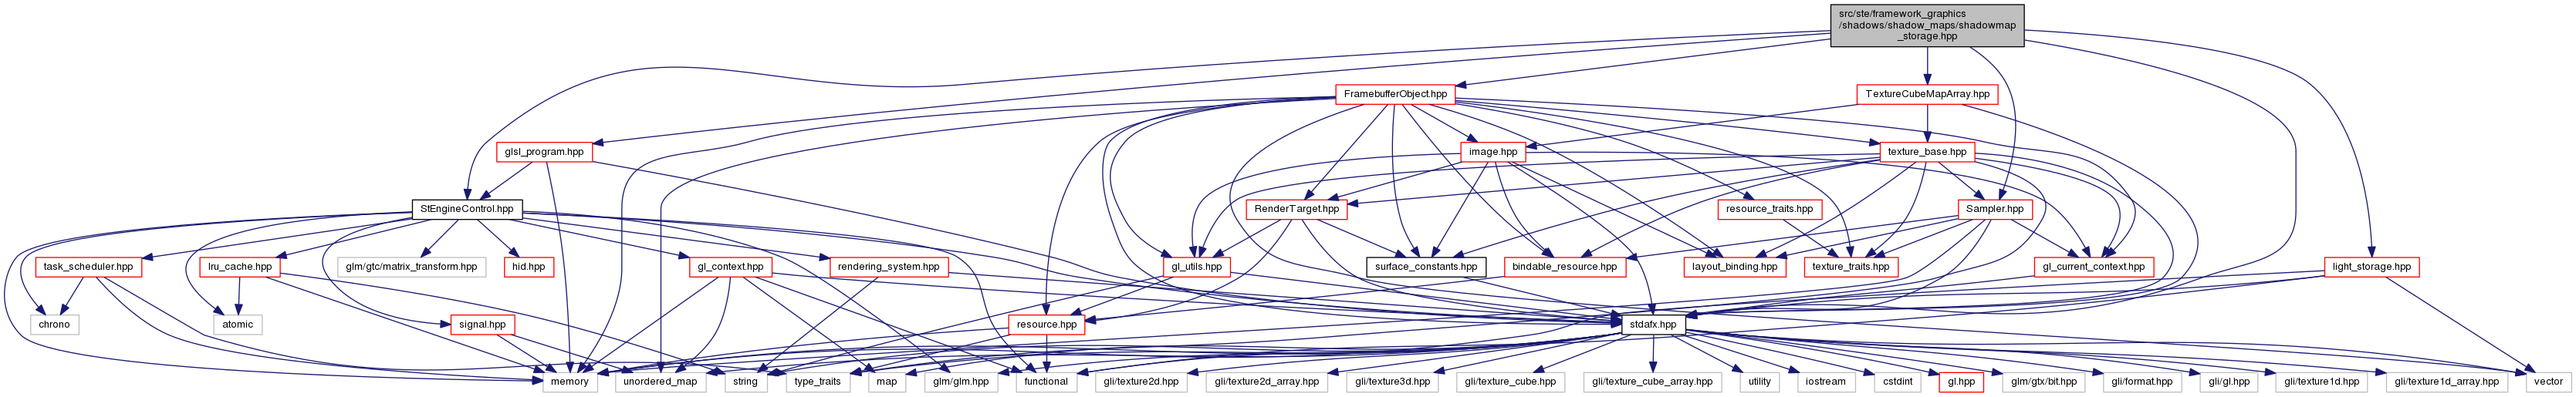 src/ste/framework_graphics
/shadows/shadow_maps/shadowmap
_storage.hpp
FramebufferObject.hpp
TextureCubeMapArray.hpp
glsl_program.hpp
image.hpp
texture_base.hpp
StEngineControl.hpp
RenderTarget.hpp
resource_traits.hpp
Sampler.hpp
task_scheduler.hpp
lru_cache.hpp
glm/gtc/matrix_transform.hpp
hid.hpp
gl_context.hpp
rendering_system.hpp
gl_utils.hpp
surface_constants.hpp
bindable_resource.hpp
layout_binding.hpp
texture_traits.hpp
gl_current_context.hpp
light_storage.hpp
chrono
atomic
signal.hpp
resource.hpp
stdafx.hpp
memory
unordered_map
string
type_traits
map
glm/glm.hpp
functional
gli/texture2d.hpp
gli/texture2d_array.hpp
gli/texture3d.hpp
gli/texture_cube.hpp
gli/texture_cube_array.hpp
utility
iostream
cstdint
gl.hpp
glm/gtx/bit.hpp
gli/format.hpp
gli/gl.hpp
gli/texture1d.hpp
gli/texture1d_array.hpp
vector